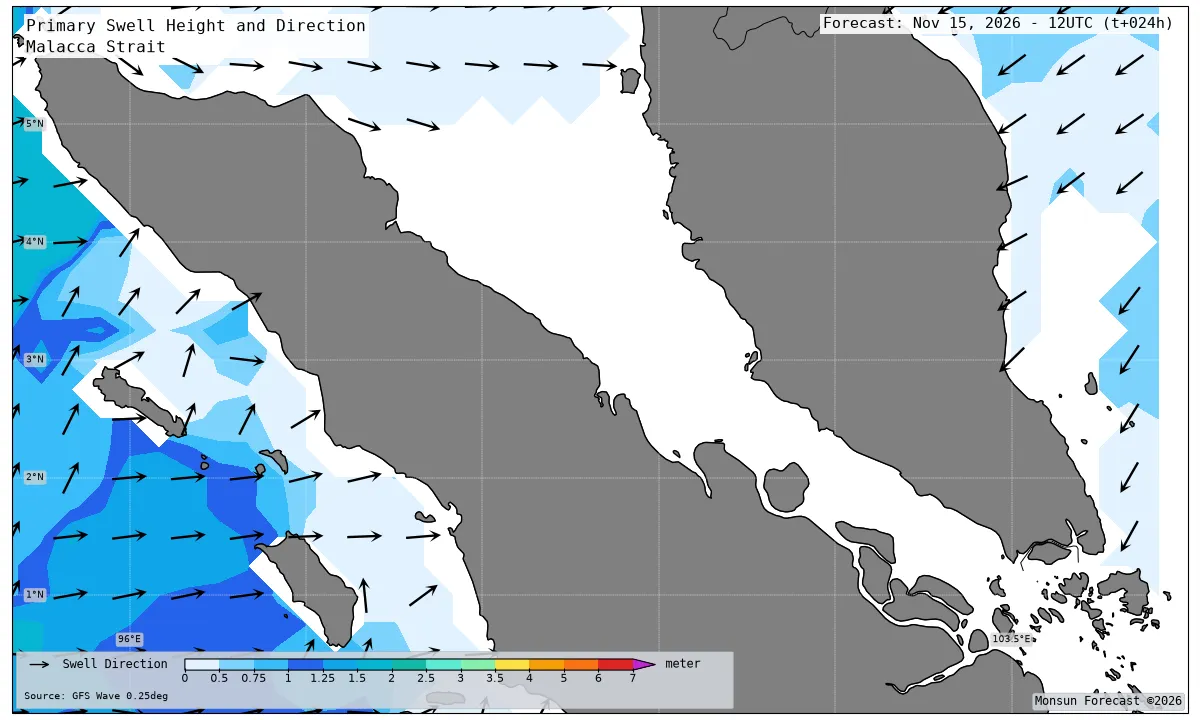 Primary Swell Height and Direction
Malacca Strait
Forecast: Nov 15, 2026 - 12UTC (t+024h)
5°N
4°N
3°N
2°N
1°N
96°E
103.5°E
Swell Direction
meter
0 0.5 0.75 1 1.25 1.5 2 2.5 3 3.5 4 5 6 7
Source: GFS Wave 0.25deg
Monsun Forecast ©2026